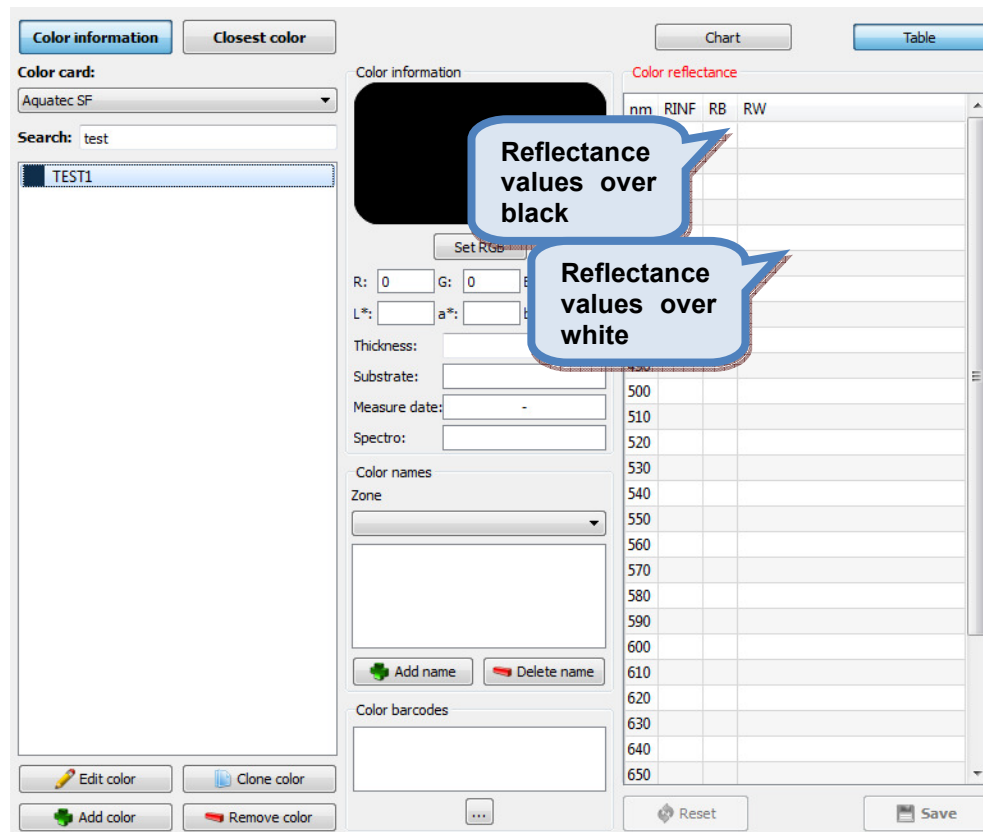 Color information
Closest color
Chart
Table
Color card:
Aquatec SF
Search: test
TEST1
Edit color
Clone color
Add color
Remove color
Color information
Set RGB
R: 0 G: 0
L*: a*:
Thickness:
Substrate:
Measure date: -
Spectro:
Color names
Zone
Add name
Delete name
Color barcodes
...
Color reflectance
nm RINF RB RW
Reflectance
values over
black
Reflectance
values over
white
500
510
520
530
540
550
560
570
580
590
600
610
620
630
640
650
Reset
Save